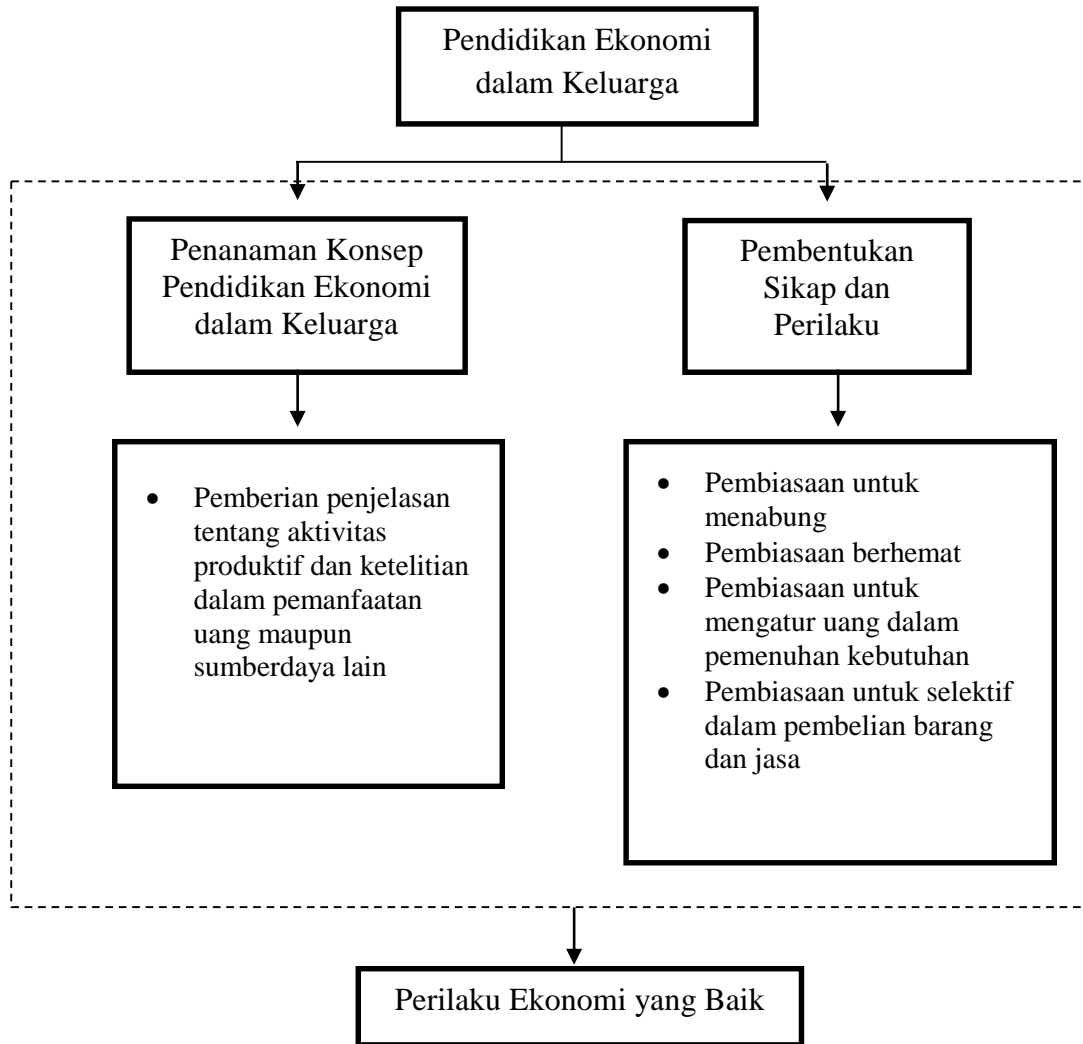 Pendidikan Ekonomi
dalam Keluarga
Penanaman Konsep
Pendidikan Ekonomi
dalam Keluarga
Pembentukan
Sikap dan
Perilaku
• Pemberian penjelasan
tentang aktivitas
produktif dan ketelitian
dalam pemanfaatan
uang maupun
sumberdaya lain
• Pembiasaan untuk
menabung
• Pembiasaan berhemat
• Pembiasaan untuk
mengatur uang dalam
pemenuhan kebutuhan
• Pembiasaan untuk selektif
dalam pembelian barang
dan jasa
Perilaku Ekonomi yang Baik